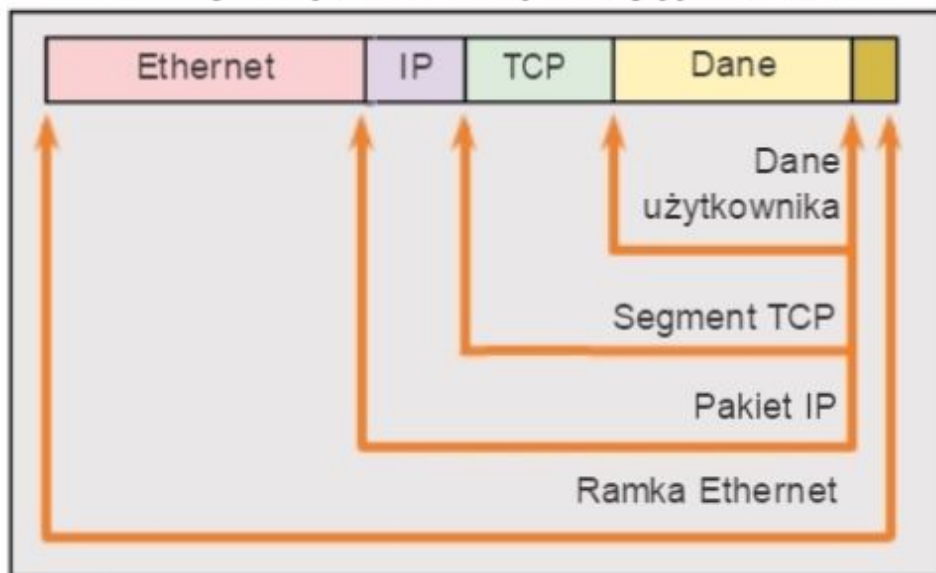 Ethernet IP TCP Dane
Dane
użytkownika
Segment TCP
Pakiet IP
Ramka Ethernet